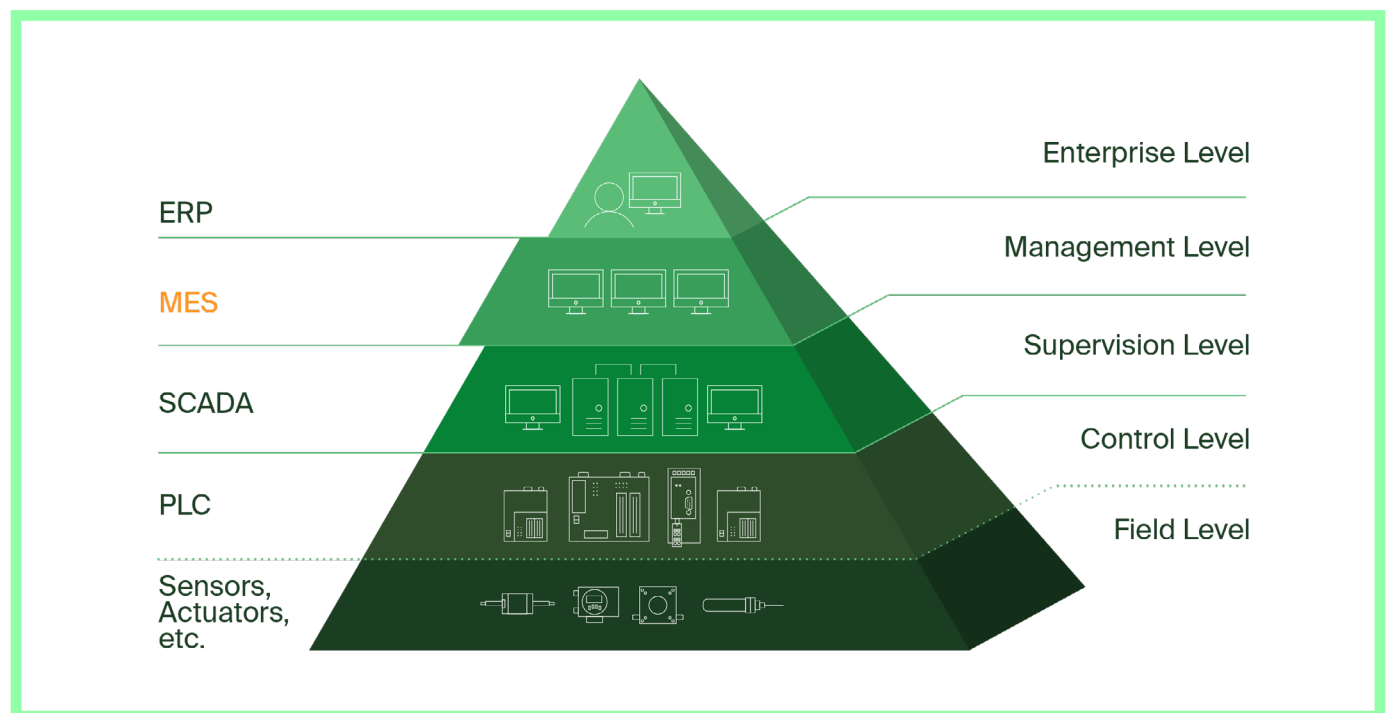 Enterprise Level
ERP
Management Level
MES
Supervision Level
SCADA
Control Level
PLC
Field Level
Sensors,
Actuators,
etc.